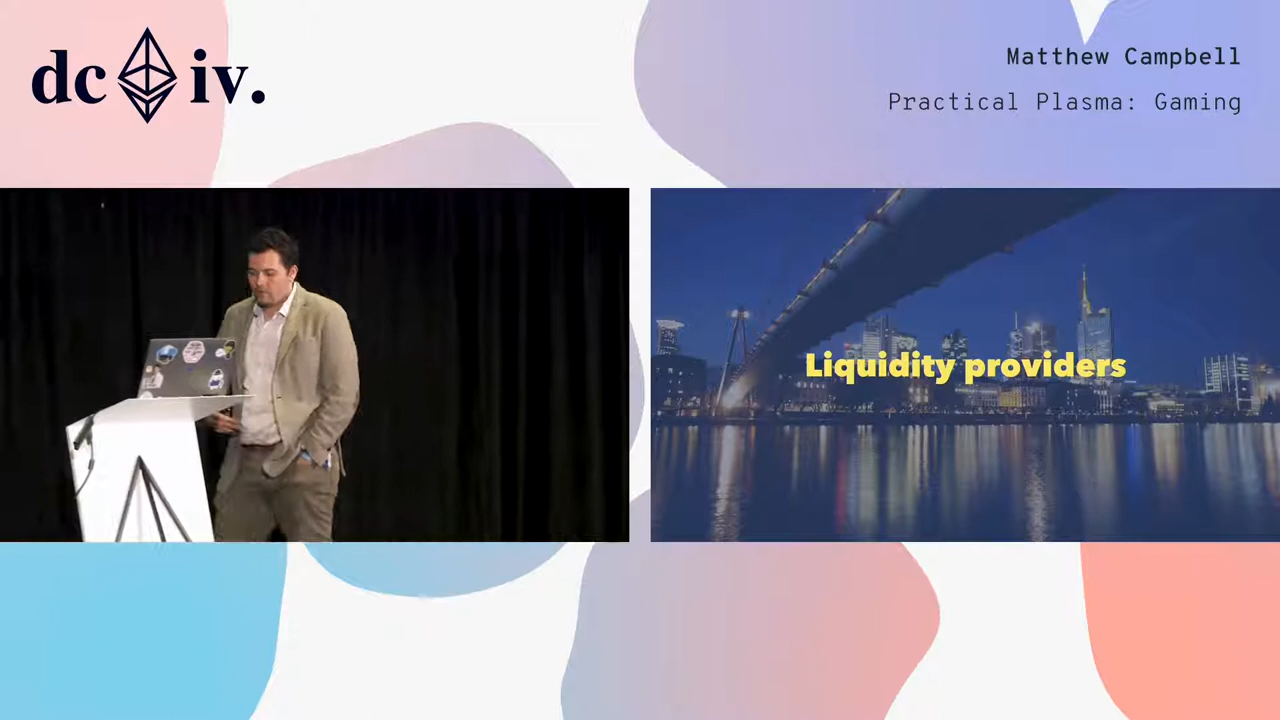 dc iv.
Matthew Campbell
Practical Plasma: Gaming
Liquidity providers